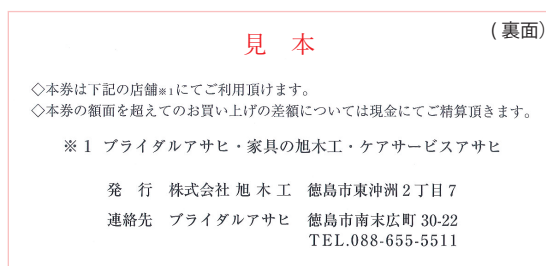 (裏面)
見 本
◇本券は下記の店舗※1にてご利用頂けます。
◇本券の額面を超えてのお買い上げの差額については現金にてご精算頂きます。
※1 ブライダルアサヒ・家具の旭木工・ケアサービスアサヒ
発 行 株式会社 旭 木 工 徳島市東沖洲2丁目7
連絡先 ブライダルアサヒ 徳島市南末広町 30-22
TEL.088-655-5511